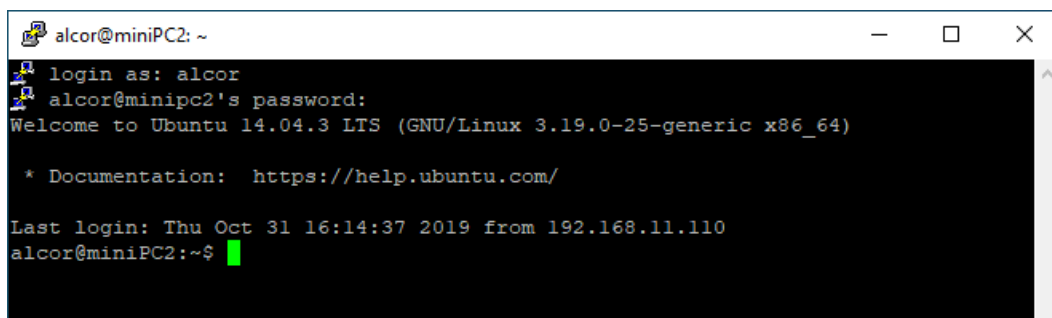 alcor@miniPC2: ~
login as: alcor
alcor@minipc2's password:
Welcome to Ubuntu 14.04.3 LTS (GNU/Linux 3.19.0-25-generic x86_64)
* Documentation:  https://help.ubuntu.com/
Last login: Thu Oct 31 16:14:37 2019 from 192.168.11.110
alcor@miniPC2:~$